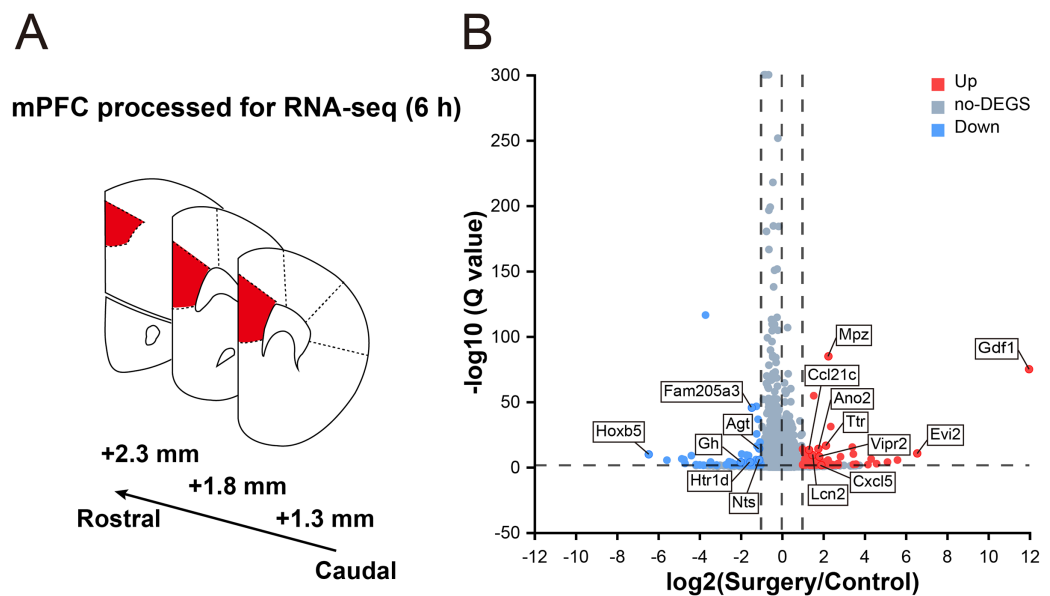 A
mPFC processed for RNA-seq (6 h)
+2.3 mm
+1.8 mm
+1.3 mm
Rostral
Caudal
B
-log10 (Q value)
300
250
200
150
100
50
0
-50
-12
-10
-8
-6
-4
-2
0
2
4
6
8
10
12
log2(Surgery/Control)
Up
no-DEGS
Down
Mpz
Gdf1
Ccl21c
Fam205a3
Ano2
Agt
Ttr
Hoxb5
Gh
Vipr2
Evi2
Htr1d
Nts
Lcn2
Cxcl5